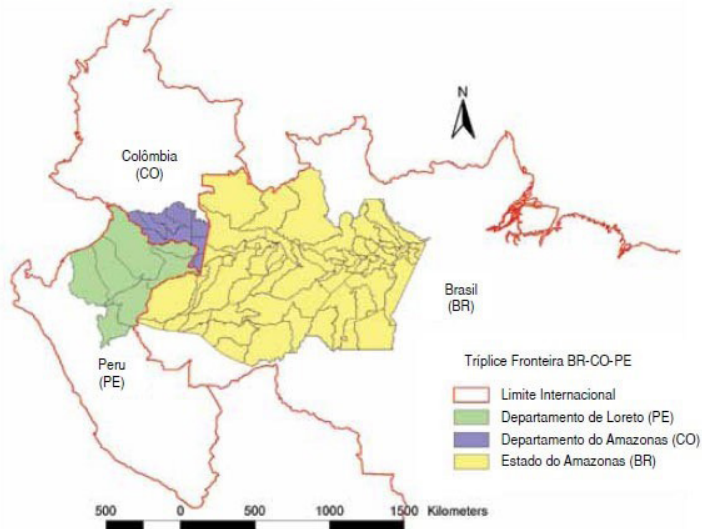 N
Colômbia
(CO)
Brasil
(BR)
Peru
(PE)
Tríplice Fronteira BR-CO-PE
Limite Internacional
Departamento de Loreto (PE)
Departamento do Amazonas (CO)
Estado do Amazonas (BR)
500 0 500 1000 1500 Kilometers